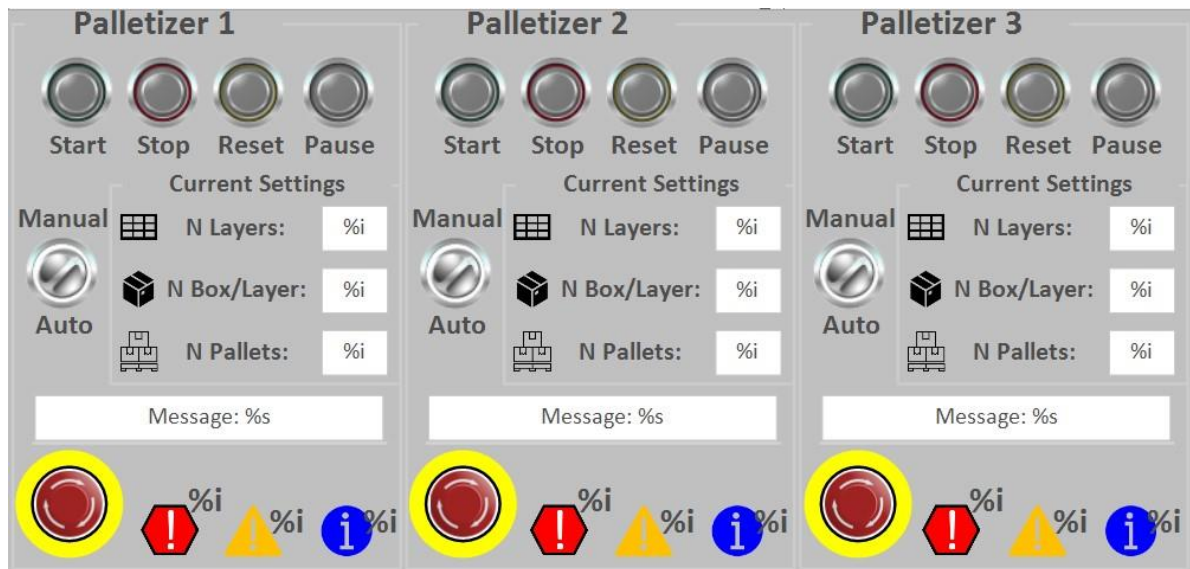 Palletizer 1
Start Stop Reset Pause
Current Settings
Manual
N Layers: %i
N Box/Layer: %i
Auto
N Pallets: %i
Message: %s
! %i %i i %i
Palletizer 2
Start Stop Reset Pause
Current Settings
Manual
N Layers: %i
N Box/Layer: %i
Auto
N Pallets: %i
Message: %s
! %i %i i %i
Palletizer 3
Start Stop Reset Pause
Current Settings
Manual
N Layers: %i
N Box/Layer: %i
Auto
N Pallets: %i
Message: %s
! %i %i i %i